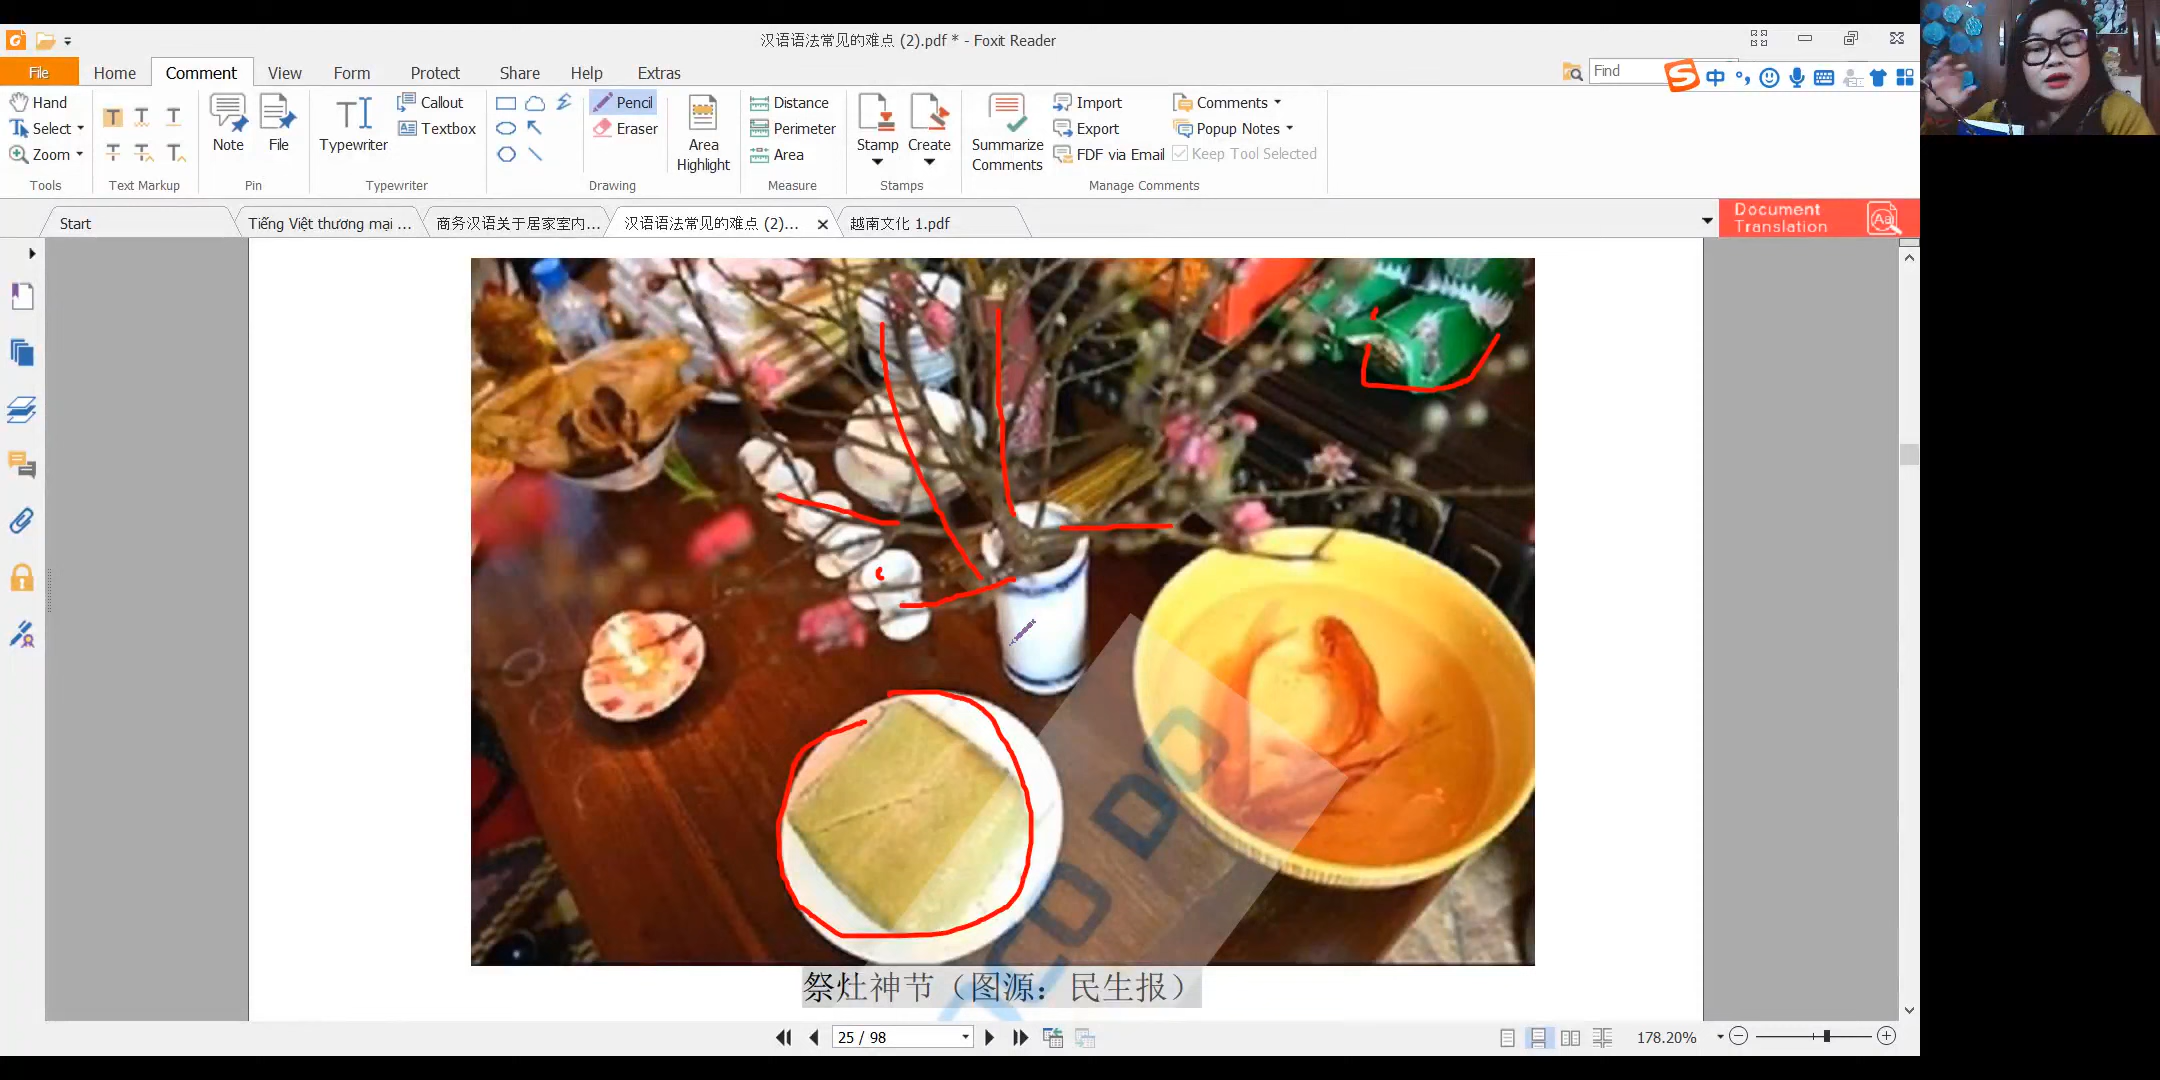 汉语语法常见的难点 (2).pdf * - Foxit Reader
File Home Comment View Form Protect Share Help Extras
Find
中
Hand
Select
Zoom
Tools
Text Markup
Note
File
Pin
Typewriter
Callout
Textbox
Typewriter
Pencil
Eraser
Drawing
Area Highlight
Distance
Perimeter
Area
Measure
Stamp
Create
Stamps
Summarize Comments
Import
Export
FDF via Email
Comments
Popup Notes
Keep Tool Selected
Manage Comments
Start
Tiếng Việt thương mại ...
商务汉语关于居家室内...
汉语语法常见的难点 (2)...
越南文化 1.pdf
Document Translation
祭灶神节（图源：民生报）
25 / 98
178.20%